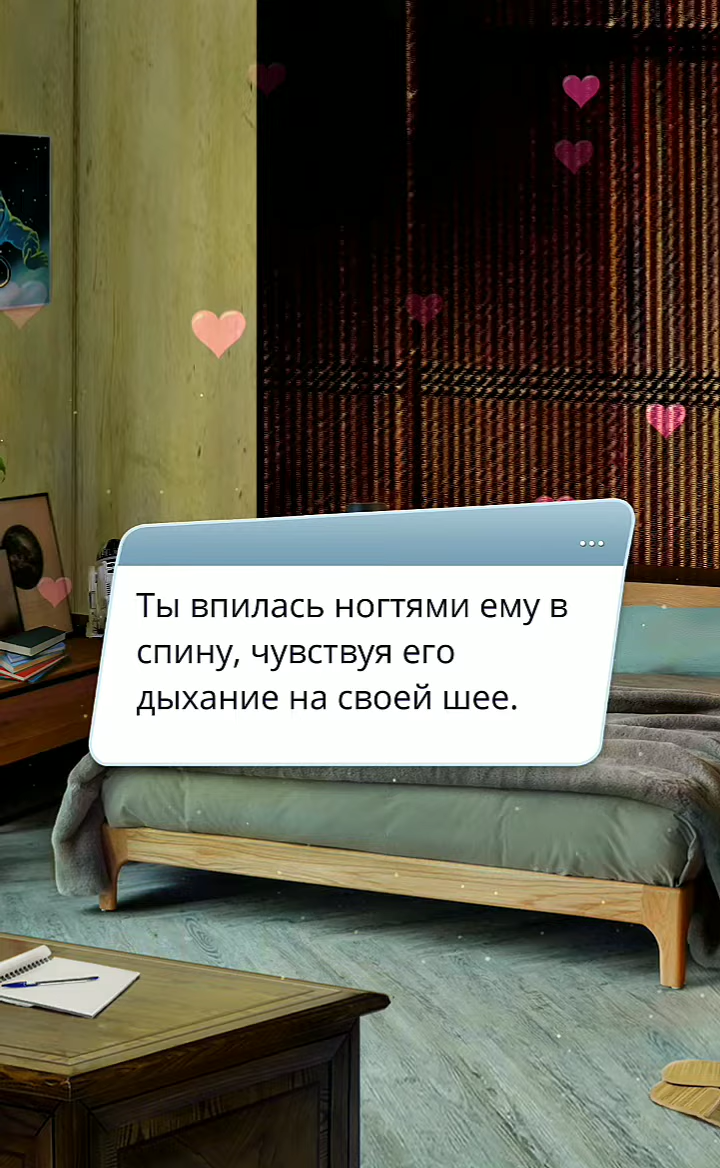 Ты впилась ногтями ему в
спину, чувствуя его
дыхание на своей шее.